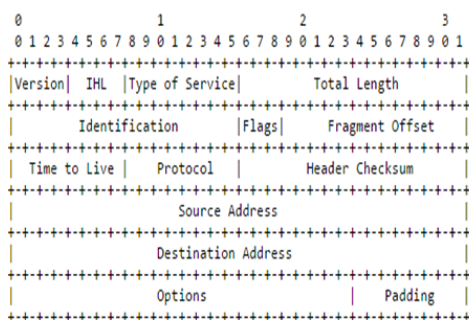 0                   1                   2                   3
0 1 2 3 4 5 6 7 8 9 0 1 2 3 4 5 6 7 8 9 0 1 2 3 4 5 6 7 8 9 0 1
+-+-+-+-+-+-+-+-+-+-+-+-+-+-+-+-+-+-+-+-+-+-+-+-+-+-+-+-+-+-+-+-+
|Version|  IHL  |Type of Service|          Total Length         |
+-+-+-+-+-+-+-+-+-+-+-+-+-+-+-+-+-+-+-+-+-+-+-+-+-+-+-+-+-+-+-+-+
|         Identification        |Flags|      Fragment Offset    |
+-+-+-+-+-+-+-+-+-+-+-+-+-+-+-+-+-+-+-+-+-+-+-+-+-+-+-+-+-+-+-+-+
|  Time to Live |    Protocol   |         Header Checksum       |
+-+-+-+-+-+-+-+-+-+-+-+-+-+-+-+-+-+-+-+-+-+-+-+-+-+-+-+-+-+-+-+-+
|                       Source Address                          |
+-+-+-+-+-+-+-+-+-+-+-+-+-+-+-+-+-+-+-+-+-+-+-+-+-+-+-+-+-+-+-+-+
|                    Destination Address                        |
+-+-+-+-+-+-+-+-+-+-+-+-+-+-+-+-+-+-+-+-+-+-+-+-+-+-+-+-+-+-+-+-+
|                    Options                    |    Padding    |
+-+-+-+-+-+-+-+-+-+-+-+-+-+-+-+-+-+-+-+-+-+-+-+-+-+-+-+-+-+-+-+-+